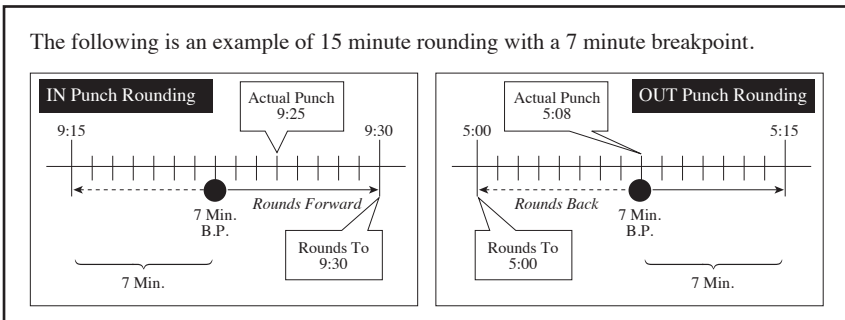 The following is an example of 15 minute rounding with a 7 minute breakpoint.
IN Punch Rounding
Actual Punch
9:25
9:15
9:30
Rounds Forward
7 Min.
B.P.
Rounds To
9:30
7 Min.
Actual Punch
5:08
OUT Punch Rounding
5:00
5:15
Rounds Back
7 Min.
B.P.
Rounds To
5:00
7 Min.